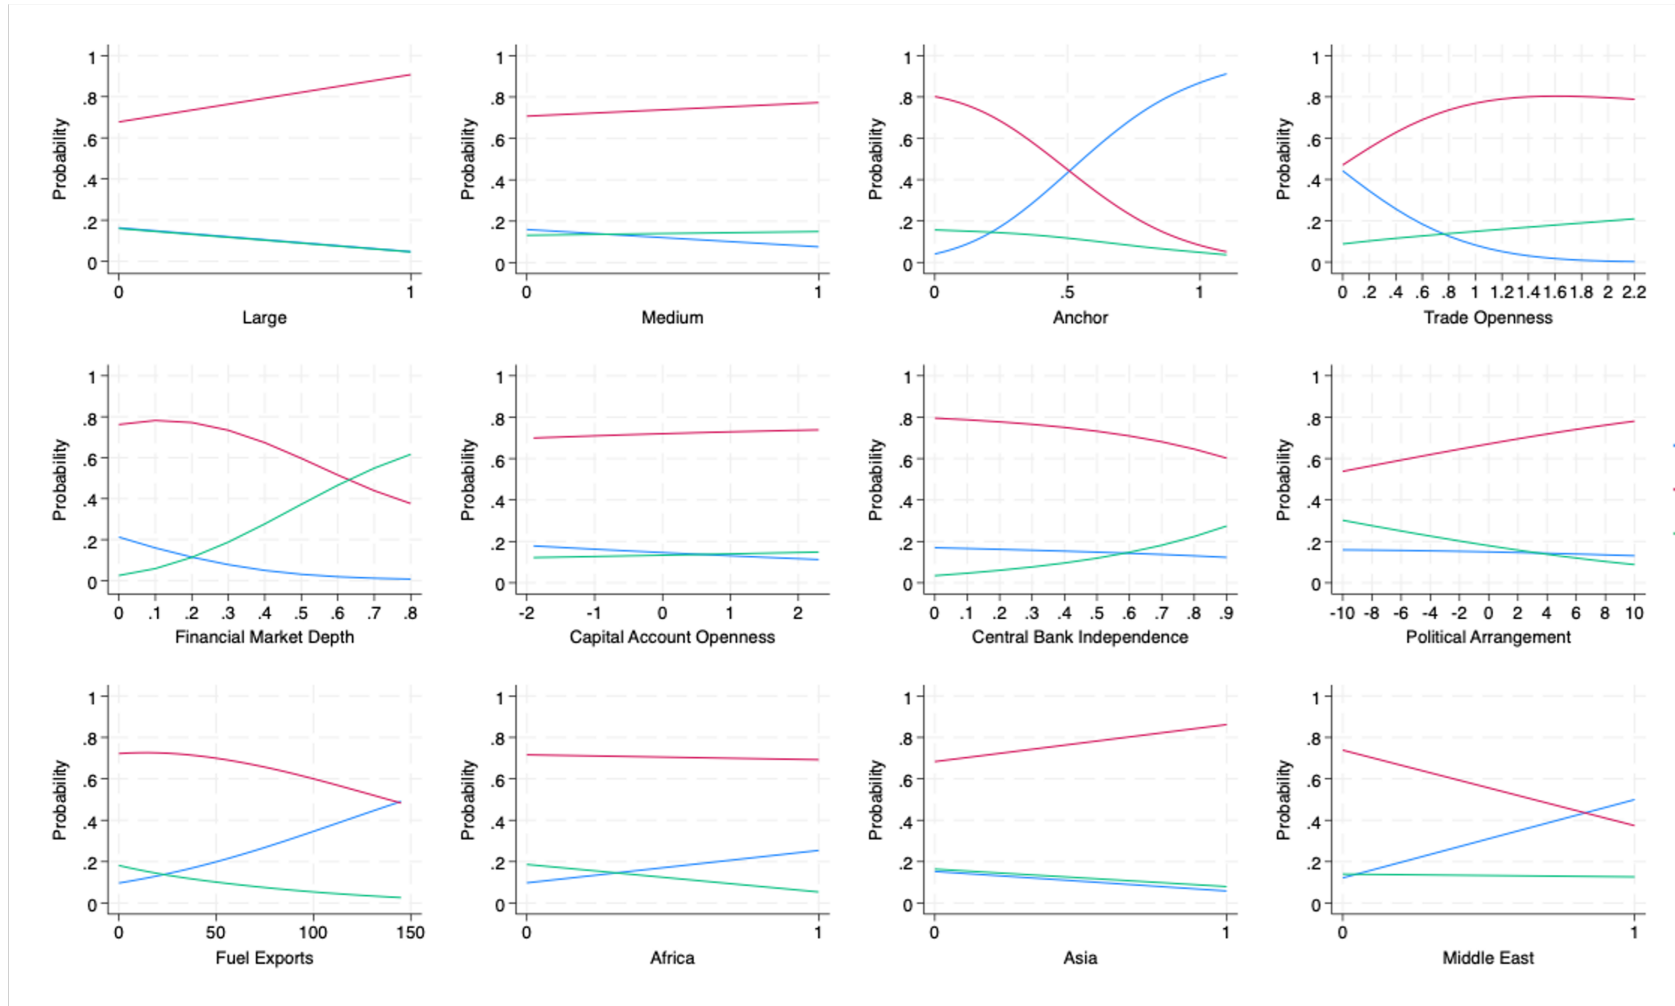 Probability
1
.8
.6
.4
.2
0
0 1
Large
Probability
1
.8
.6
.4
.2
0
0 1
Medium
Probability
1
.8
.6
.4
.2
0
0 .5 1
Anchor
Probability
1
.8
.6
.4
.2
0
0 .2 .4 .6 .8 1 1.2 1.4 1.6 1.8 2 2.2
Trade Openness
Probability
1
.8
.6
.4
.2
0
0 .1 .2 .3 .4 .5 .6 .7 .8
Financial Market Depth
Probability
1
.8
.6
.4
.2
0
-2 -1 0 1 2
Capital Account Openness
Probability
1
.8
.6
.4
.2
0
0 .1 .2 .3 .4 .5 .6 .7 .8 .9
Central Bank Independence
Probability
1
.8
.6
.4
.2
0
-10 -8 -6 -4 -2 0 2 4 6 8 10
Political Arrangement
Probability
1
.8
.6
.4
.2
0
0 50 100 150
Fuel Exports
Probability
1
.8
.6
.4
.2
0
0 1
Africa
Probability
1
.8
.6
.4
.2
0
0 1
Asia
Probability
1
.8
.6
.4
.2
0
0 1
Middle East